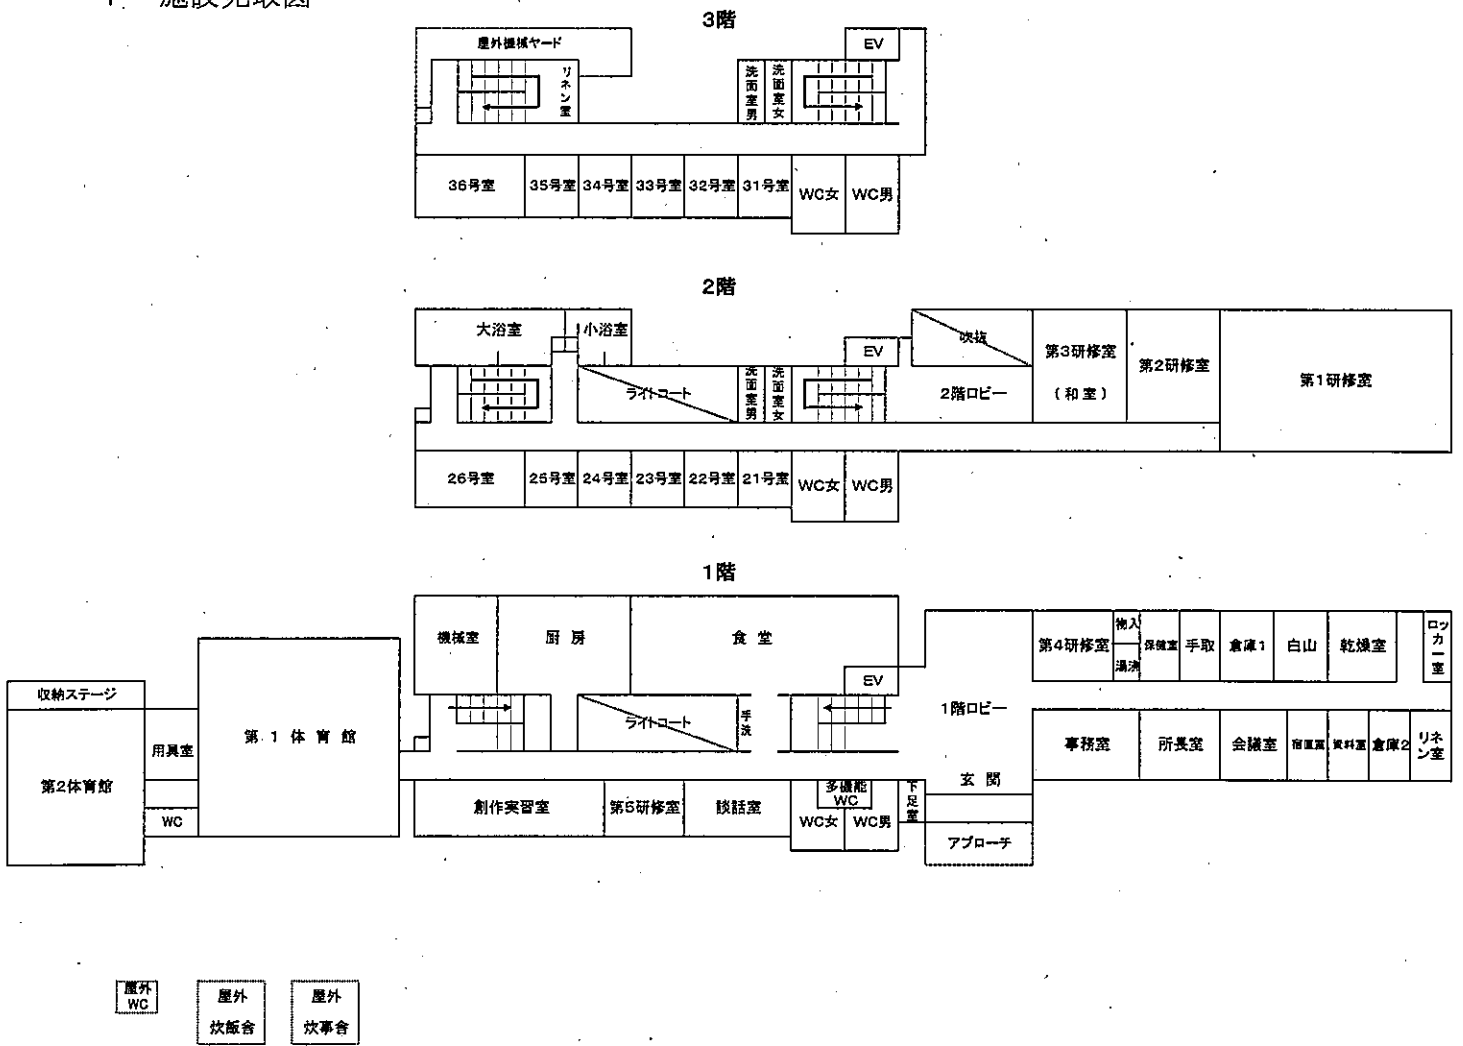 施設見取図
3階
屋外機械ヤード
EV
リネン室
洗面室男
洗面室女
36号室
35号室
34号室
33号室
32号室
31号室
WC女
WC男
2階
大浴室
小浴室
ライトコート
洗面室男
洗面室女
EV
吹抜
2階ロビー
第3研修室
(和室)
第2研修室
第1研修室
26号室
25号室
24号室
23号室
22号室
21号室
WC女
WC男
1階
機械室
厨房
食堂
EV
第4研修室
物入
湯沸
保健室
手取
倉庫1
白山
乾燥室
ロッカー室
収納ステージ
第2体育館
用具室
WC
第1体育館
ライトコート
手洗
1階ロビー
玄関
事務室
所長室
会議室
宿直室
資料室
倉庫2
リネン室
創作実習室
第5研修室
談話室
多機能
WC
WC女
WC男
下足室
アプローチ
屋外
WC
屋外
炊飯舎
屋外
炊事舎